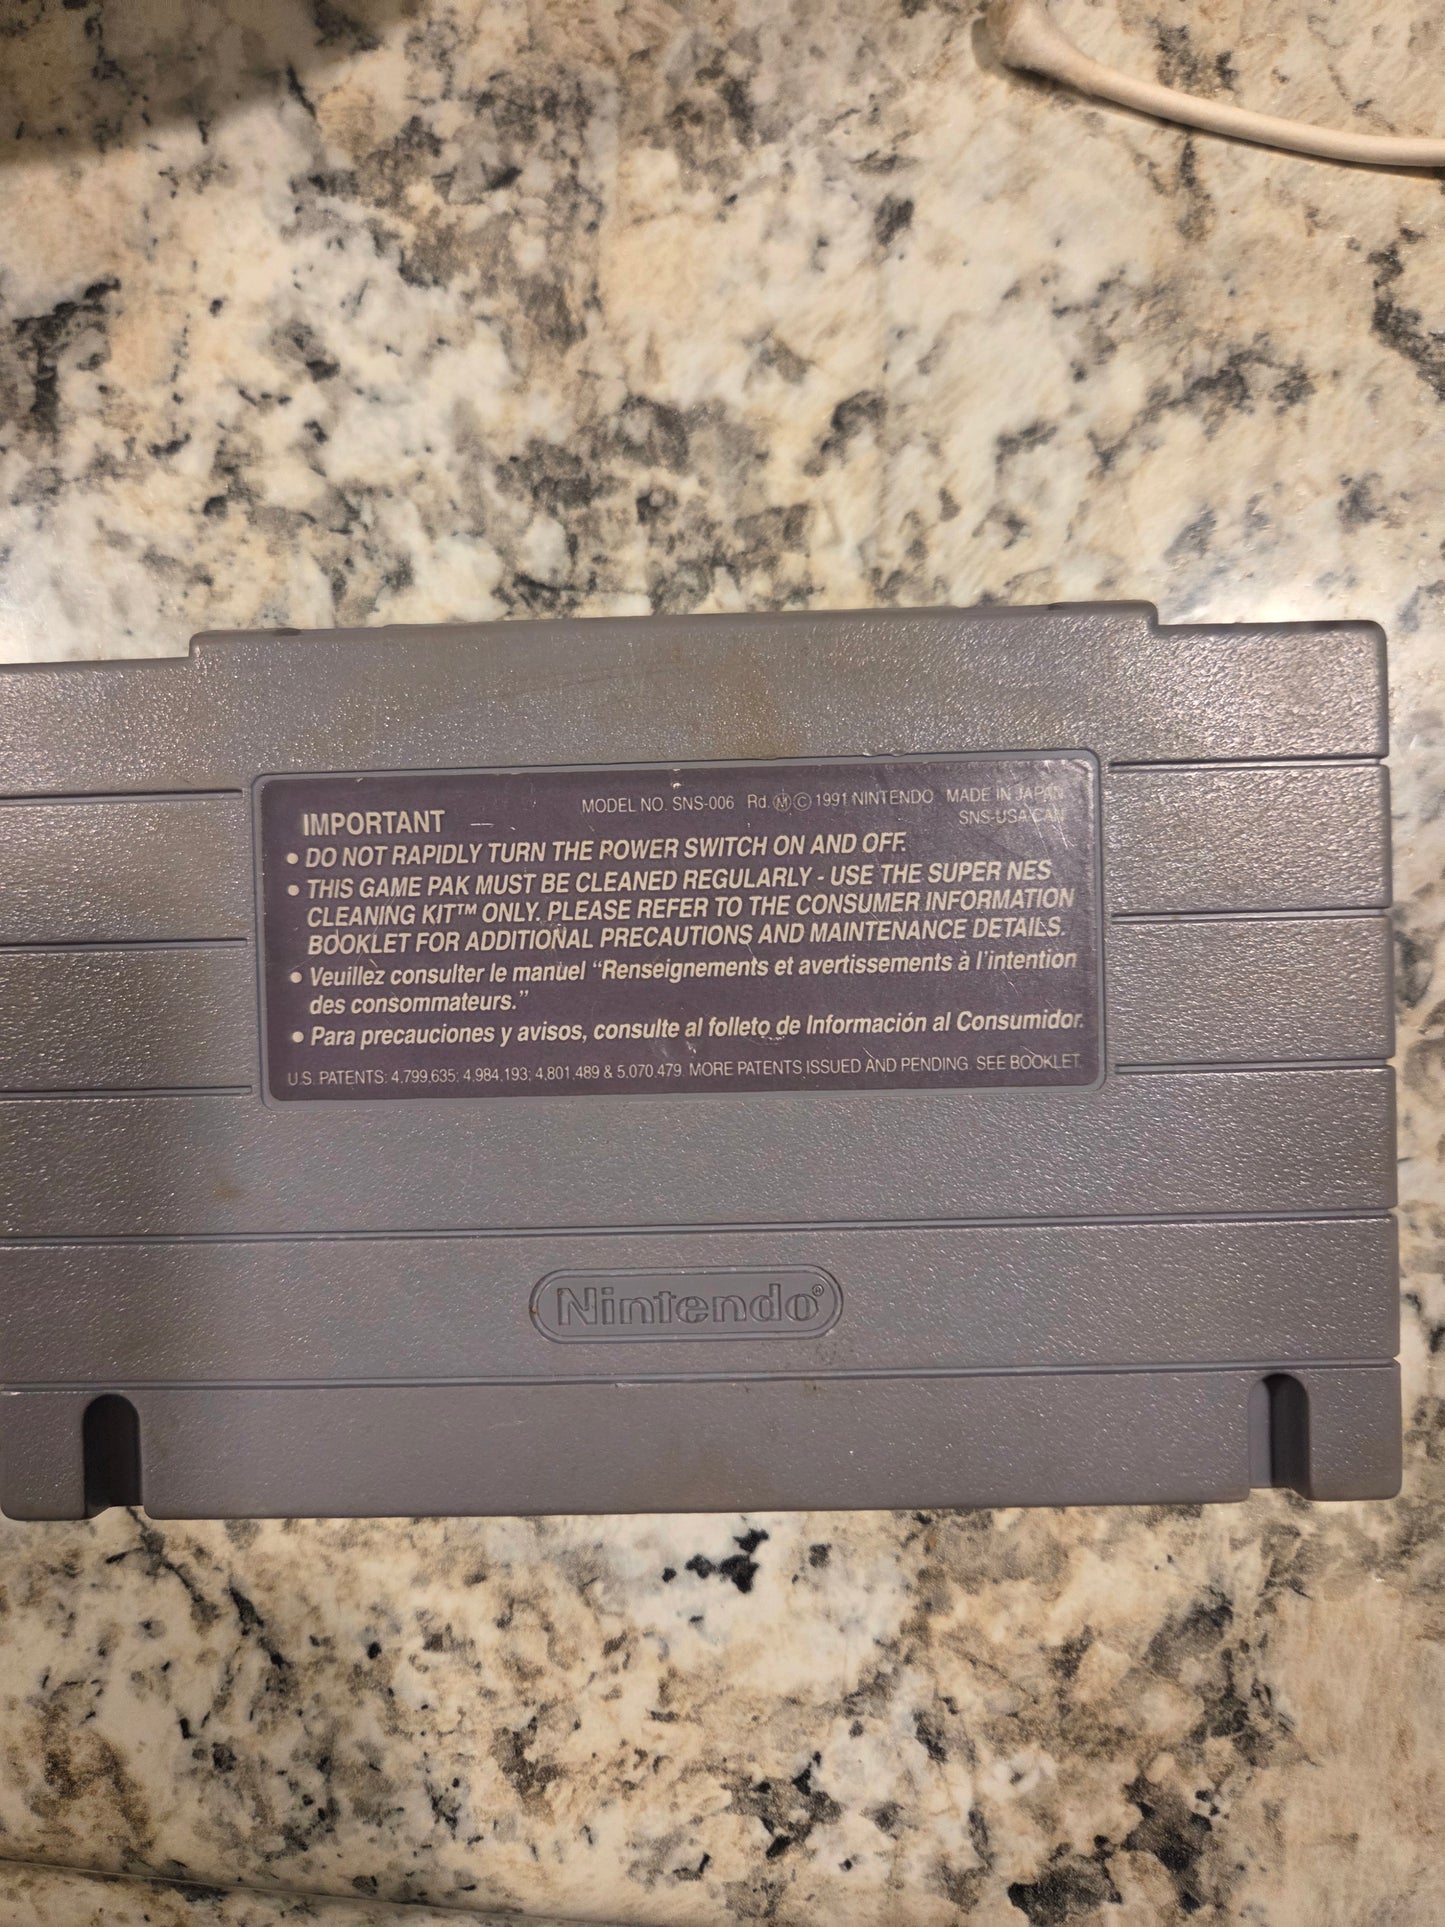 MODEL NO. SNS-006 Rd.ⓂⒸ1991 NINTENDO MADE IN JAPAN
IMPORTANT SNS-USA/CAN
• DO NOT RAPIDLY TURN THE POWER SWITCH ON AND OFF.
• THIS GAME PAK MUST BE CLEANED REGULARLY - USE THE SUPER NES
CLEANING KIT™ ONLY. PLEASE REFER TO THE CONSUMER INFORMATION
BOOKLET FOR ADDITIONAL PRECAUTIONS AND MAINTENANCE DETAILS.
• Veuillez consulter le manuel “Renseignements et avertissements à l’intention
des consommateurs.”
• Para precauciones y avisos, consulte al folleto de Información al Consumidor.
U.S. PATENTS: 4,799,635; 4,984,193; 4,801,489 & 5,070,479. MORE PATENTS ISSUED AND PENDING. SEE BOOKLET.
Nintendo®